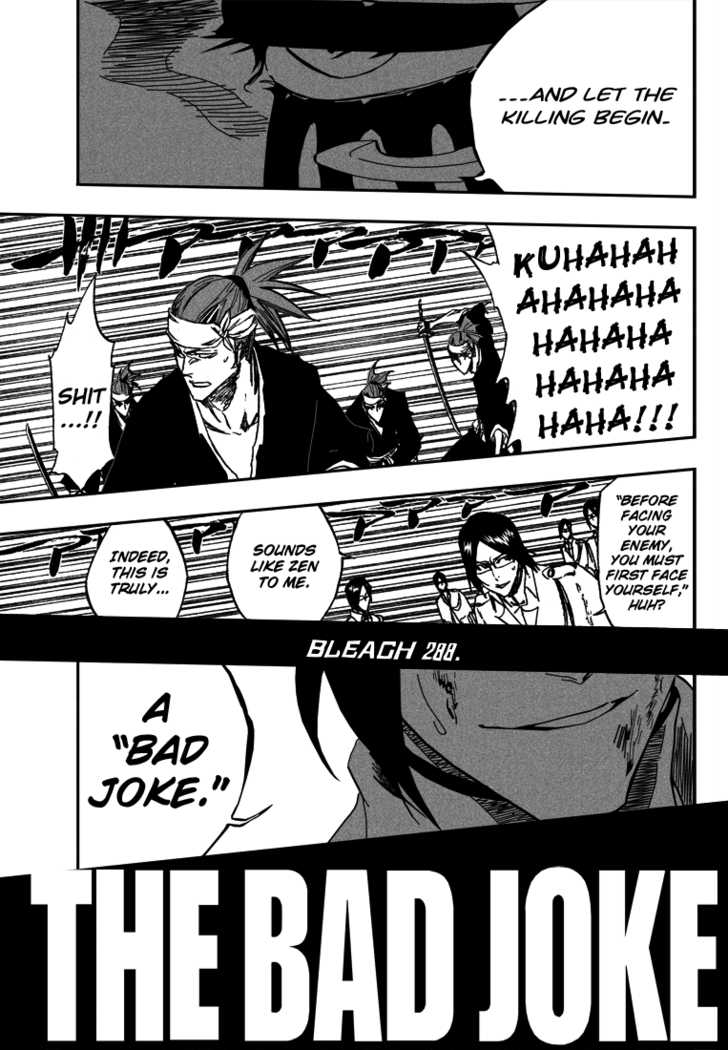 ...AND LET THE
KILLING BEGIN.
KUHAHAH
AHAHAHA
HAHAHA
HAHAHA
HAHA!!!
SHIT
...!!
"BEFORE
FACING
YOUR
ENEMY,
YOU MUST
FIRST FACE
YOURSELF,"
HUH?
SOUNDS
LIKE ZEN
TO ME.
INDEED,
THIS IS
TRULY...
BLEACH 288.
A
"BAD
JOKE."
THE BAD JOKE